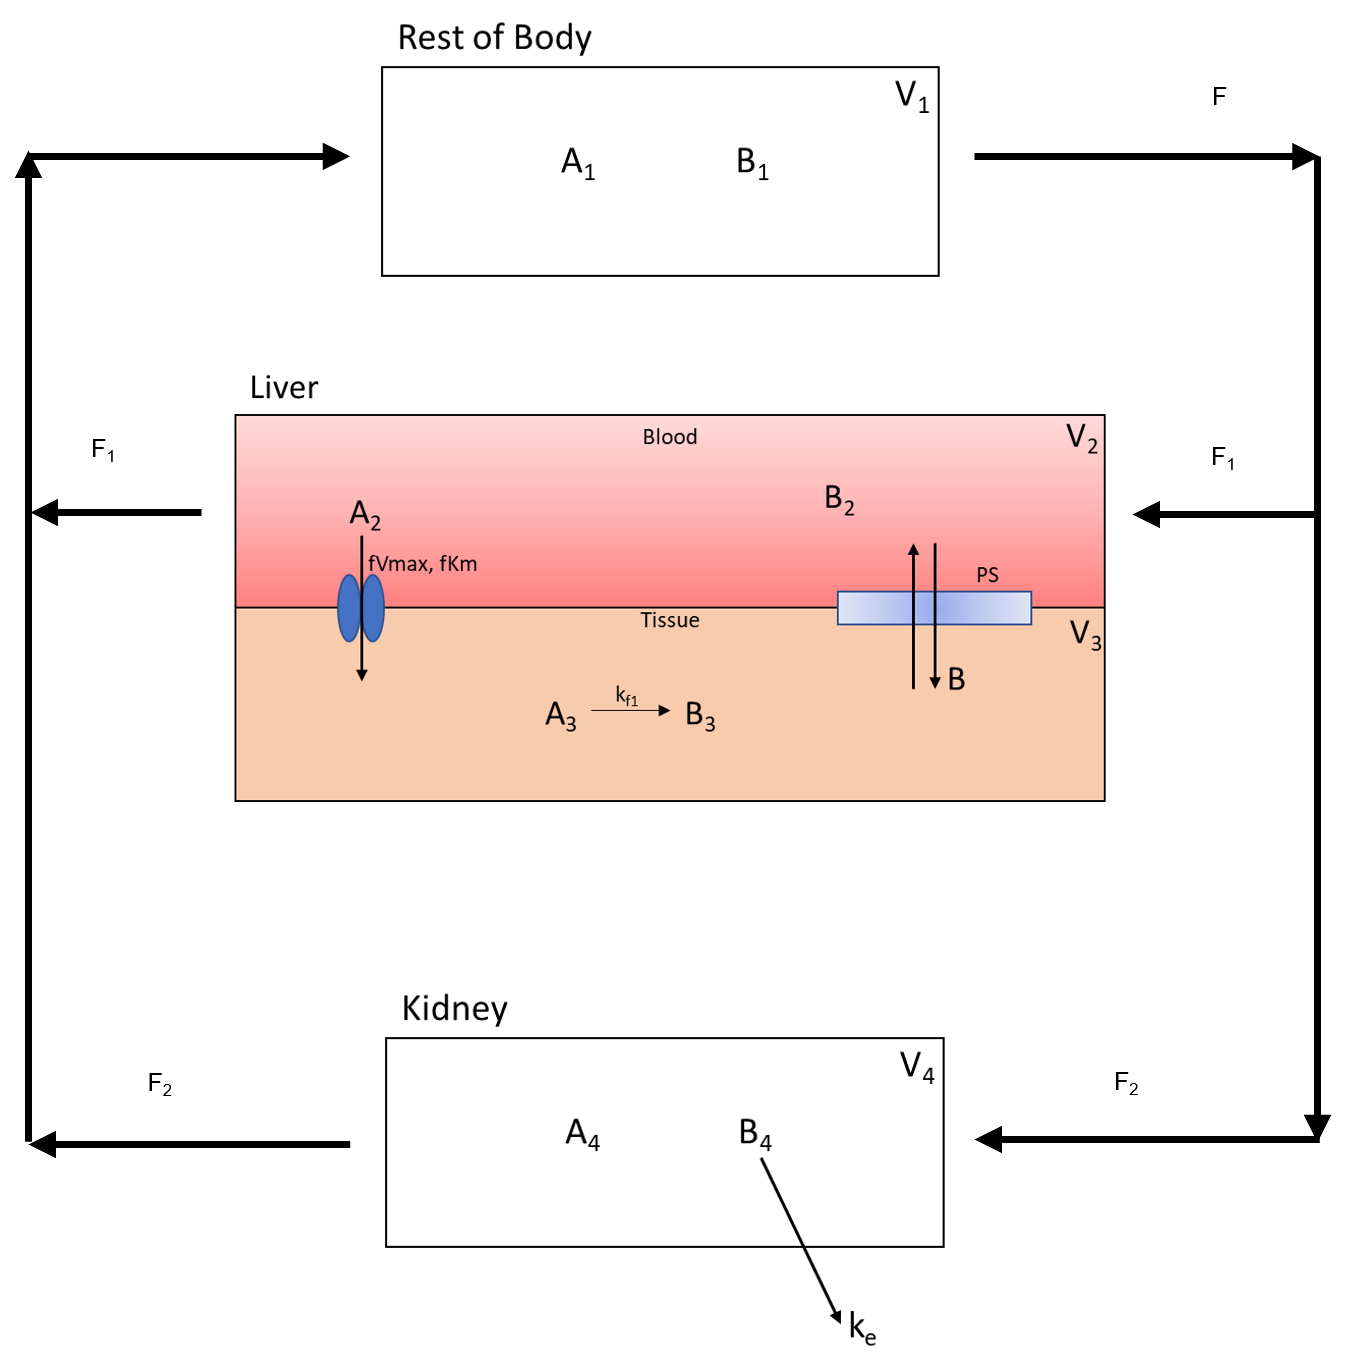 Rest of Body
V₁
F
A₁ B₁
Liver
Blood
V₂
F₁
F₁
B₂
A₂
fVmax, fKm
PS
Tissue
V₃
B
k_f1
A₃ B₃
Kidney
V₄
F₂
F₂
A₄ B₄
kₑ